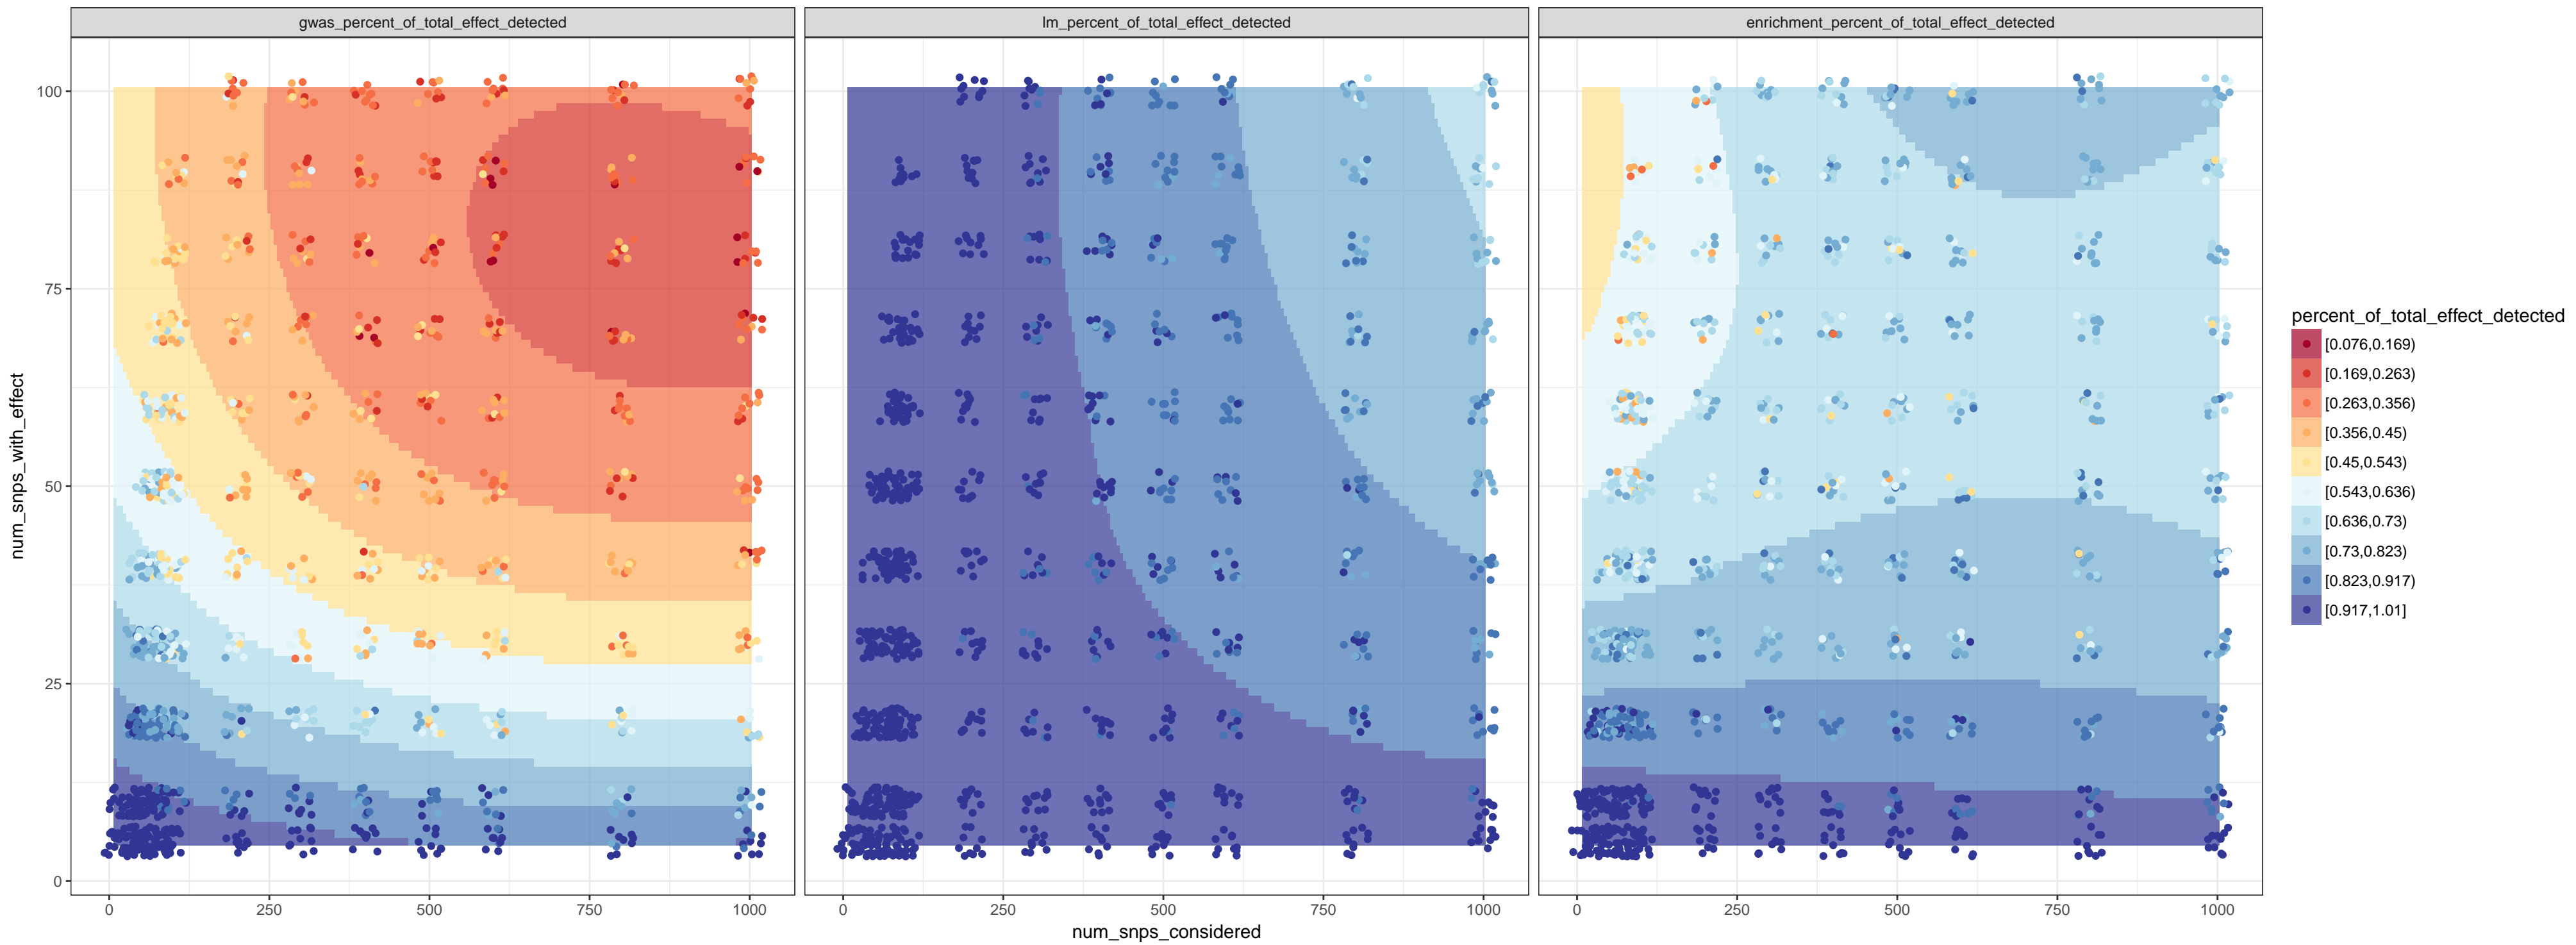 gwas_percent_of_total_effect_detected
lm_percent_of_total_effect_detected
enrichment_percent_of_total_effect_detected
num_snps_with_effect
100
75
50
25
0
0 250 500 750 1000
0 250 500 750 1000
0 250 500 750 1000
num_snps_considered
percent_of_total_effect_detected
[0.076,0.169)
[0.169,0.263)
[0.263,0.356)
[0.356,0.45)
[0.45,0.543)
[0.543,0.636)
[0.636,0.73)
[0.73,0.823)
[0.823,0.917)
[0.917,1.01]